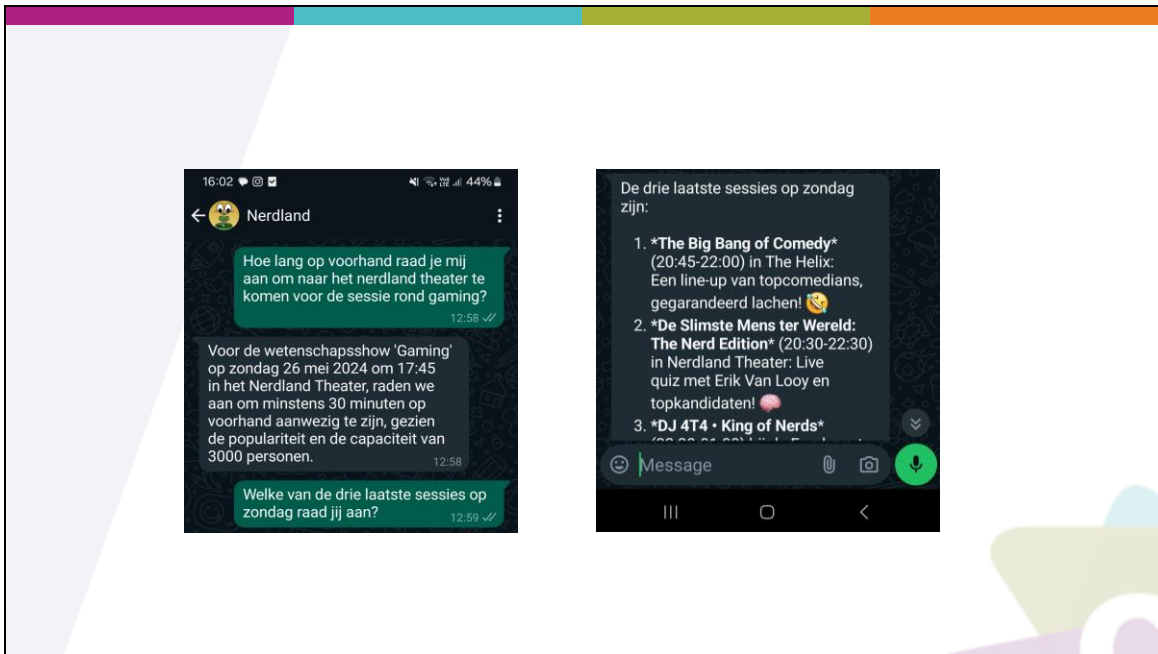 16:02 44%
Nerdland
Hoe lang op voorhand raad je mij
aan om naar het nerdland theater te
komen voor de sessie rond gaming?
12:58
Voor de wetenschapsshow 'Gaming'
op zondag 26 mei 2024 om 17:45
in het Nerdland Theater, raden we
aan om minstens 30 minuten op
voorhand aanwezig te zijn, gezien
de populariteit en de capaciteit van
3000 personen.
12:58
Welke van de drie laatste sessies op
zondag raad jij aan?
12:59
De drie laatste sessies op zondag
zijn:
1. *The Big Bang of Comedy*
(20:45-22:00) in The Helix:
Een line-up van topcomedians,
gegarandeerd lachen! 🤣
2. *De Slimste Mens ter Wereld:
The Nerd Edition* (20:30-22:30)
in Nerdland Theater: Live
quiz met Erik Van Looy en
topkandidaten! 🧠
3. *DJ 4T4 • King of Nerds*
Message